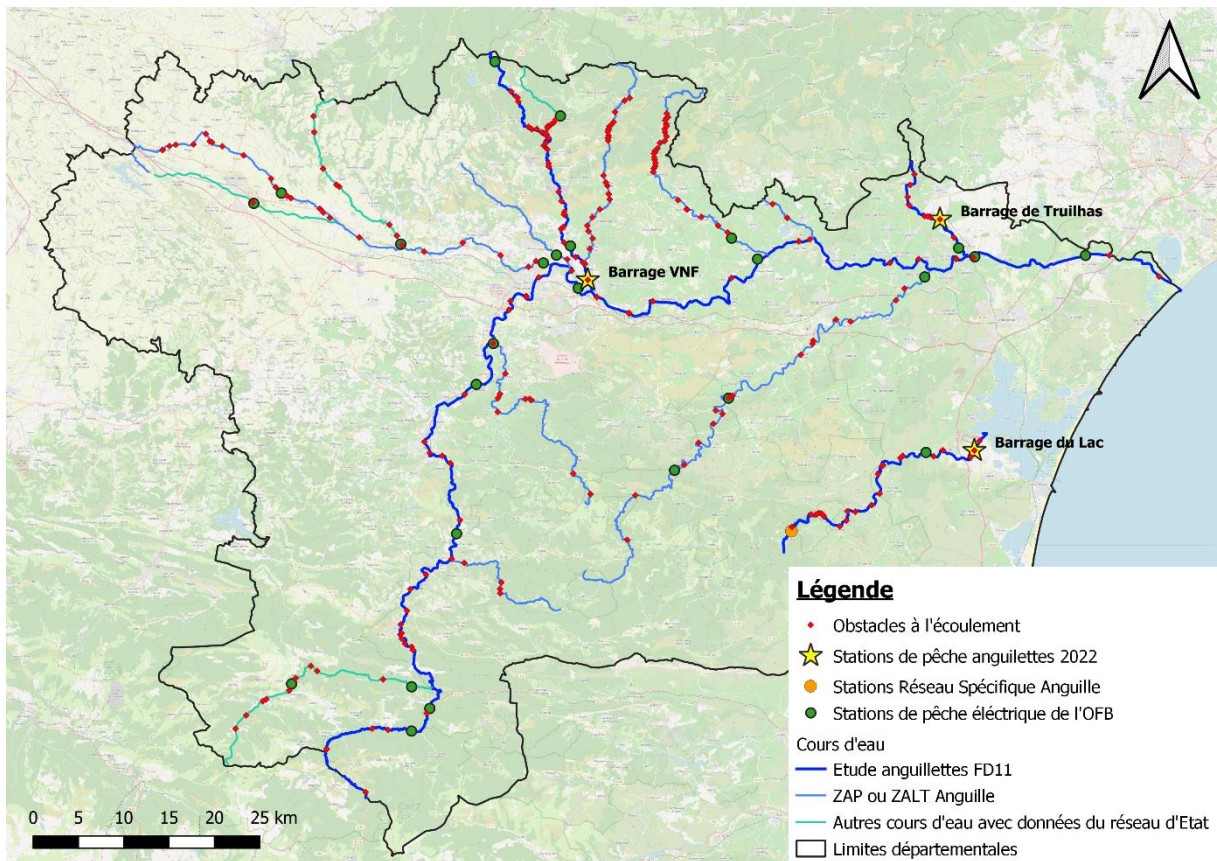 Barrage de Truilhas
Barrage VNF
Barrage du Lac
Légende
Obstacles à l'écoulement
Stations de pêche anguilettes 2022
Stations Réseau Spécifique Anguille
Stations de pêche éléctrique de l'OFB
Cours d'eau
Etude anguillettes FD11
ZAP ou ZALT Anguille
Autres cours d'eau avec données du réseau d'Etat
Limites départementales
0 5 10 15 20 25 km